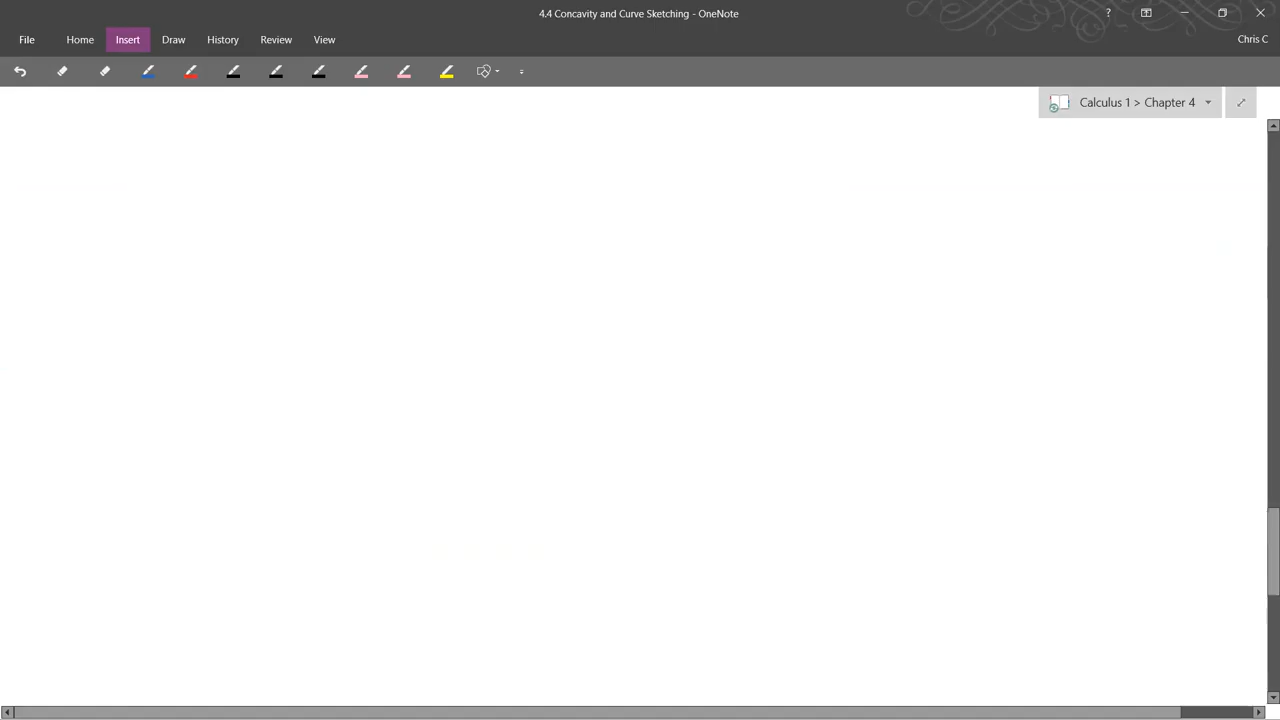 4.4 Concavity and Curve Sketching - OneNote
?
File Home Insert Draw History Review View
Chris C
Calculus 1 > Chapter 4